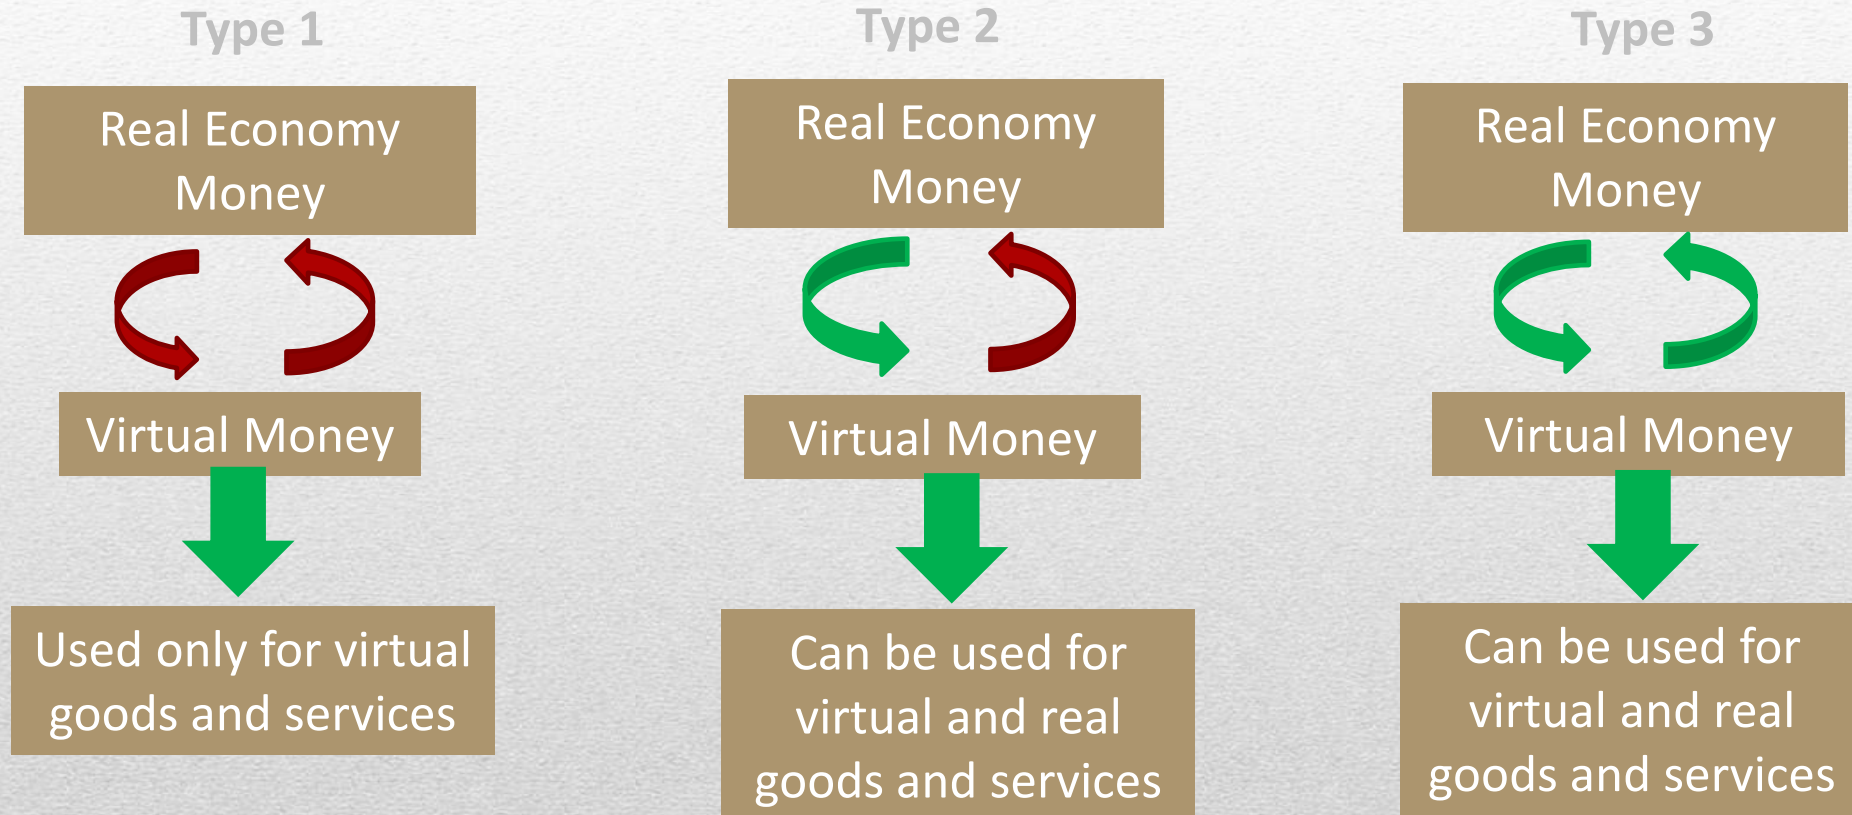 Type 1
Real Economy
Money
Virtual Money
Used only for virtual
goods and services
Type 2
Real Economy
Money
Virtual Money
Can be used for
virtual and real
goods and services
Type 3
Real Economy
Money
Virtual Money
Can be used for
virtual and real
goods and services